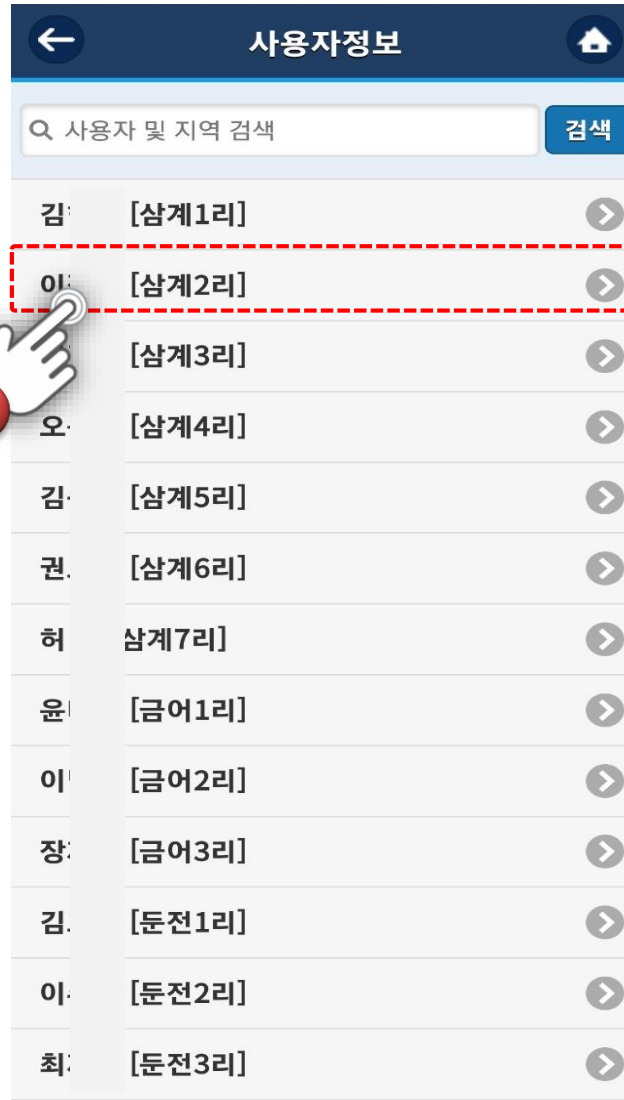 사용자정보
사용자 및 지역 검색 검색
김 [삼계1리]
이 [삼계2리]
[삼계3리]
오 [삼계4리]
김 [삼계5리]
권 [삼계6리]
허 삼계7리]
윤 [금어1리]
이 [금어2리]
장 [금어3리]
김 [둔전1리]
이 [둔전2리]
최 [둔전3리]